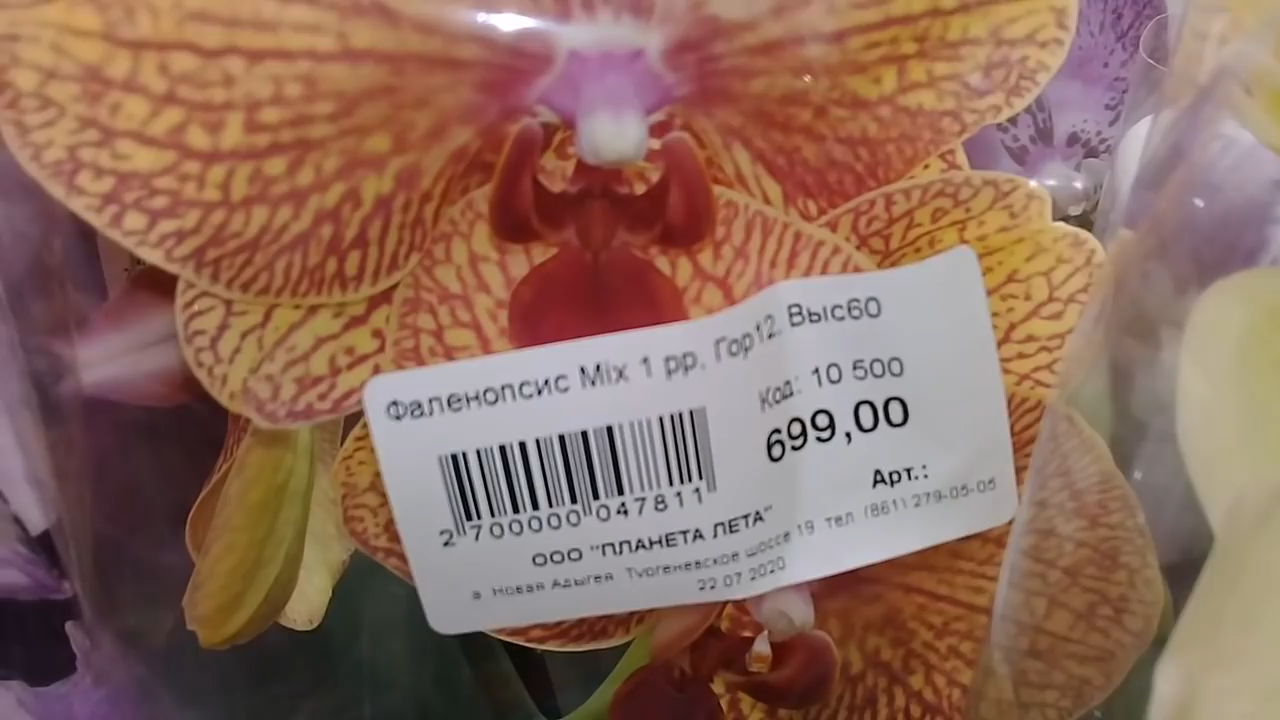 Фаленопсис Mix 1 рр, Гор12, Выс60
Код: 10 500
699,00
Арт.:
2 700000 047811
ООО "ПЛАНЕТА ЛЕТА"
а Новая Адыгея Тургеневское шоссе 19 тел (861) 279-05-05
22 07 2020